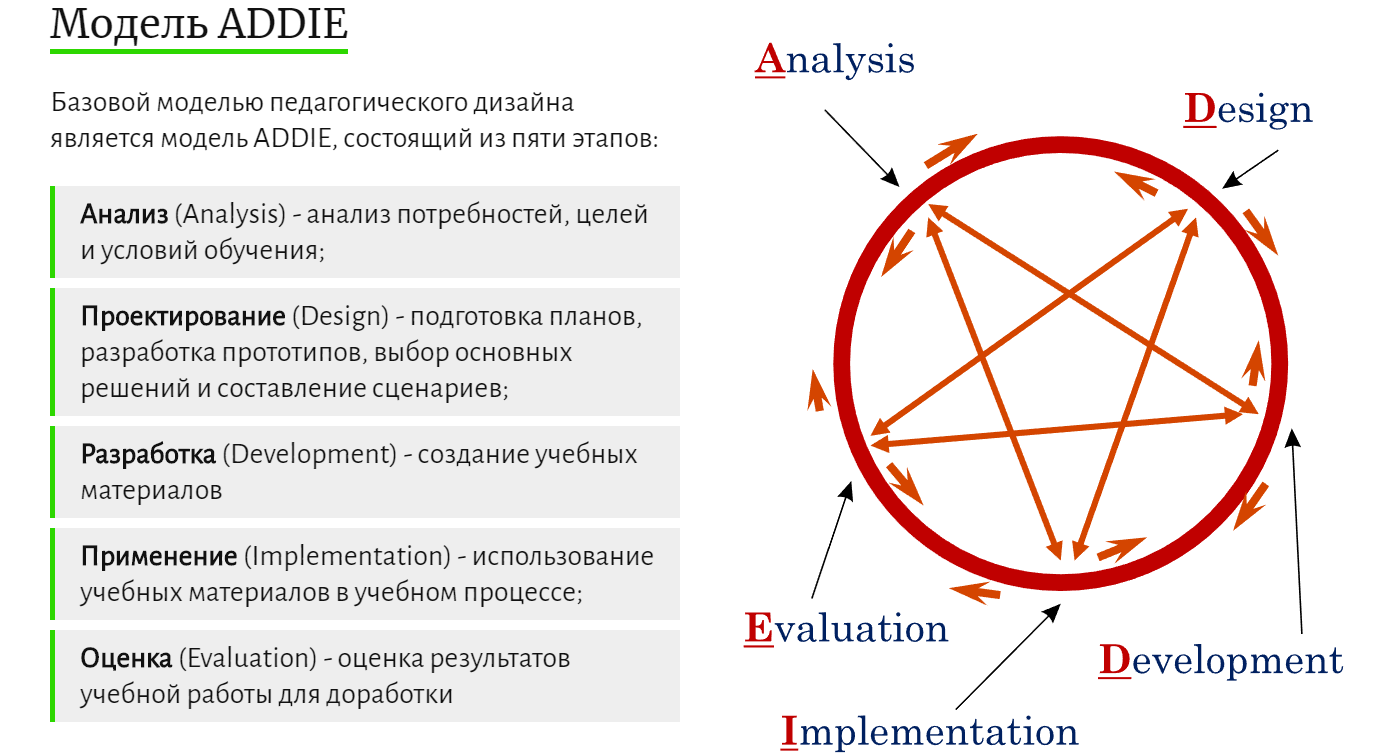 Модель ADDIE
Базовой моделью педагогического дизайна
является модель ADDIE, состоящий из пяти этапов:
Анализ (Analysis) - анализ потребностей, целей
и условий обучения;
Проектирование (Design) - подготовка планов,
разработка прототипов, выбор основных
решений и составление сценариев;
Разработка (Development) - создание учебных
материалов
Применение (Implementation) - использование
учебных материалов в учебном процессе;
Оценка (Evaluation) - оценка результатов
учебной работы для доработки
Analysis
Design
Evaluation
Development
Implementation